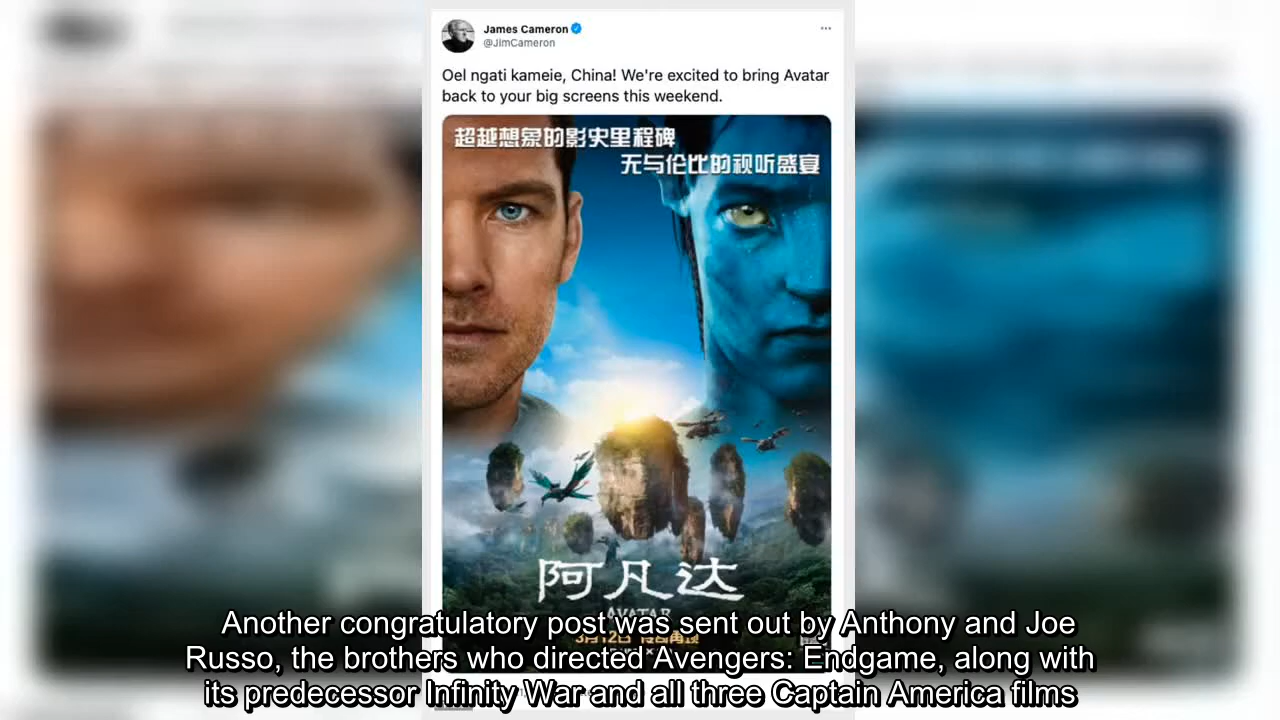 James Cameron
@JimCameron
Oel ngati kameie, China! We're excited to bring Avatar
back to your big screens this weekend.
超越想象的影史里程碑
无与伦比的视听盛宴
阿凡达
AVATAR
Another congratulatory post was sent out by Anthony and Joe
Russo, the brothers who directed Avengers: Endgame, along with
its predecessor Infinity War and all three Captain America films